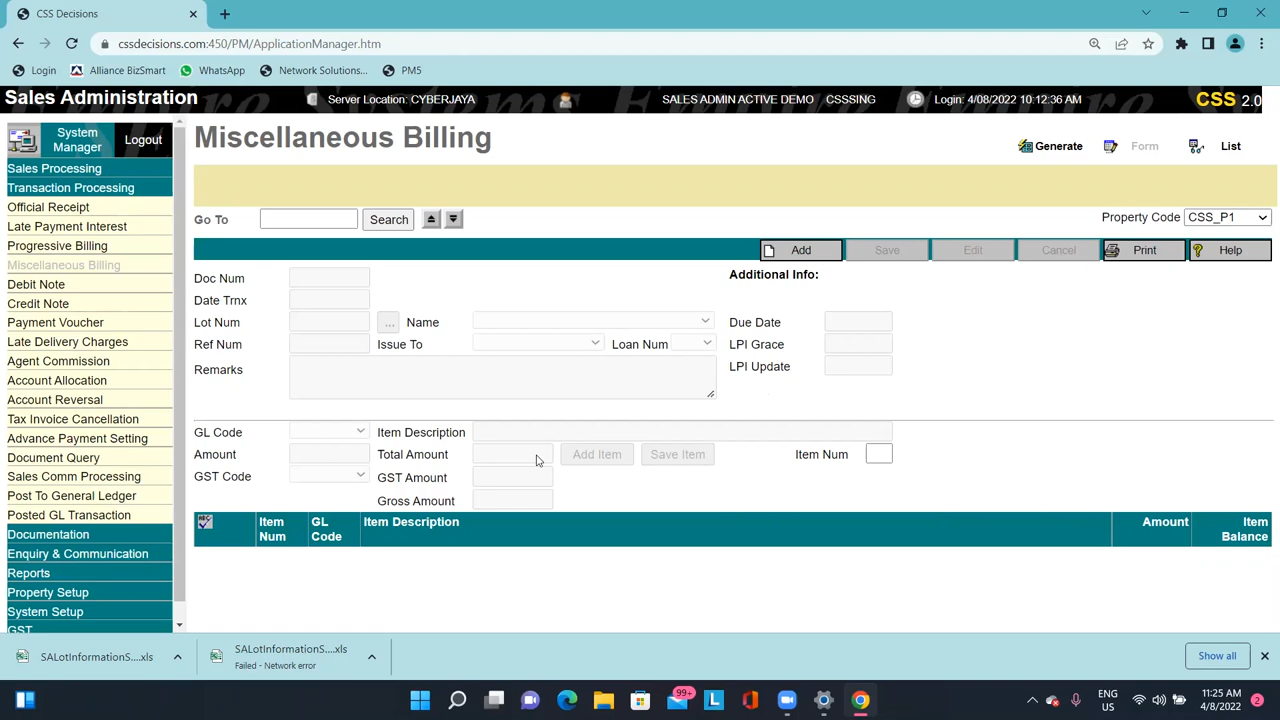 CSS Decisions
cssdecisions.com:450/PM/ApplicationManager.htm
Login
Alliance BizSmart
WhatsApp
Network Solutions...
PM5
Sales Administration
Server Location: CYBERJAYA
SALES ADMIN ACTIVE DEMO
CSSSING
Login: 4/08/2022 10:12:36 AM
CSS 2.0
System Manager
Logout
Sales Processing
Transaction Processing
Official Receipt
Late Payment Interest
Progressive Billing
Miscellaneous Billing
Debit Note
Credit Note
Payment Voucher
Late Delivery Charges
Agent Commission
Account Allocation
Account Reversal
Tax Invoice Cancellation
Advance Payment Setting
Document Query
Sales Comm Processing
Post To General Ledger
Posted GL Transaction
Documentation
Enquiry & Communication
Reports
Property Setup
System Setup
GST
Miscellaneous Billing
Generate
Form
List
Go To
Search
Property Code
CSS_P1
Add
Save
Edit
Cancel
Print
Help
Doc Num
Additional Info:
Date Trnx
Lot Num
...
Name
Due Date
Ref Num
Issue To
Loan Num
LPI Grace
Remarks
LPI Update
GL Code
Item Description
Amount
Total Amount
Add Item
Save Item
Item Num
GST Code
GST Amount
Gross Amount
Item Num
GL Code
Item Description
Amount
Item Balance
SALotInformationS....xls
SALotInformationS....xls
Failed - Network error
Show all
99+
L
ENG
US
11:25 AM
4/8/2022
2